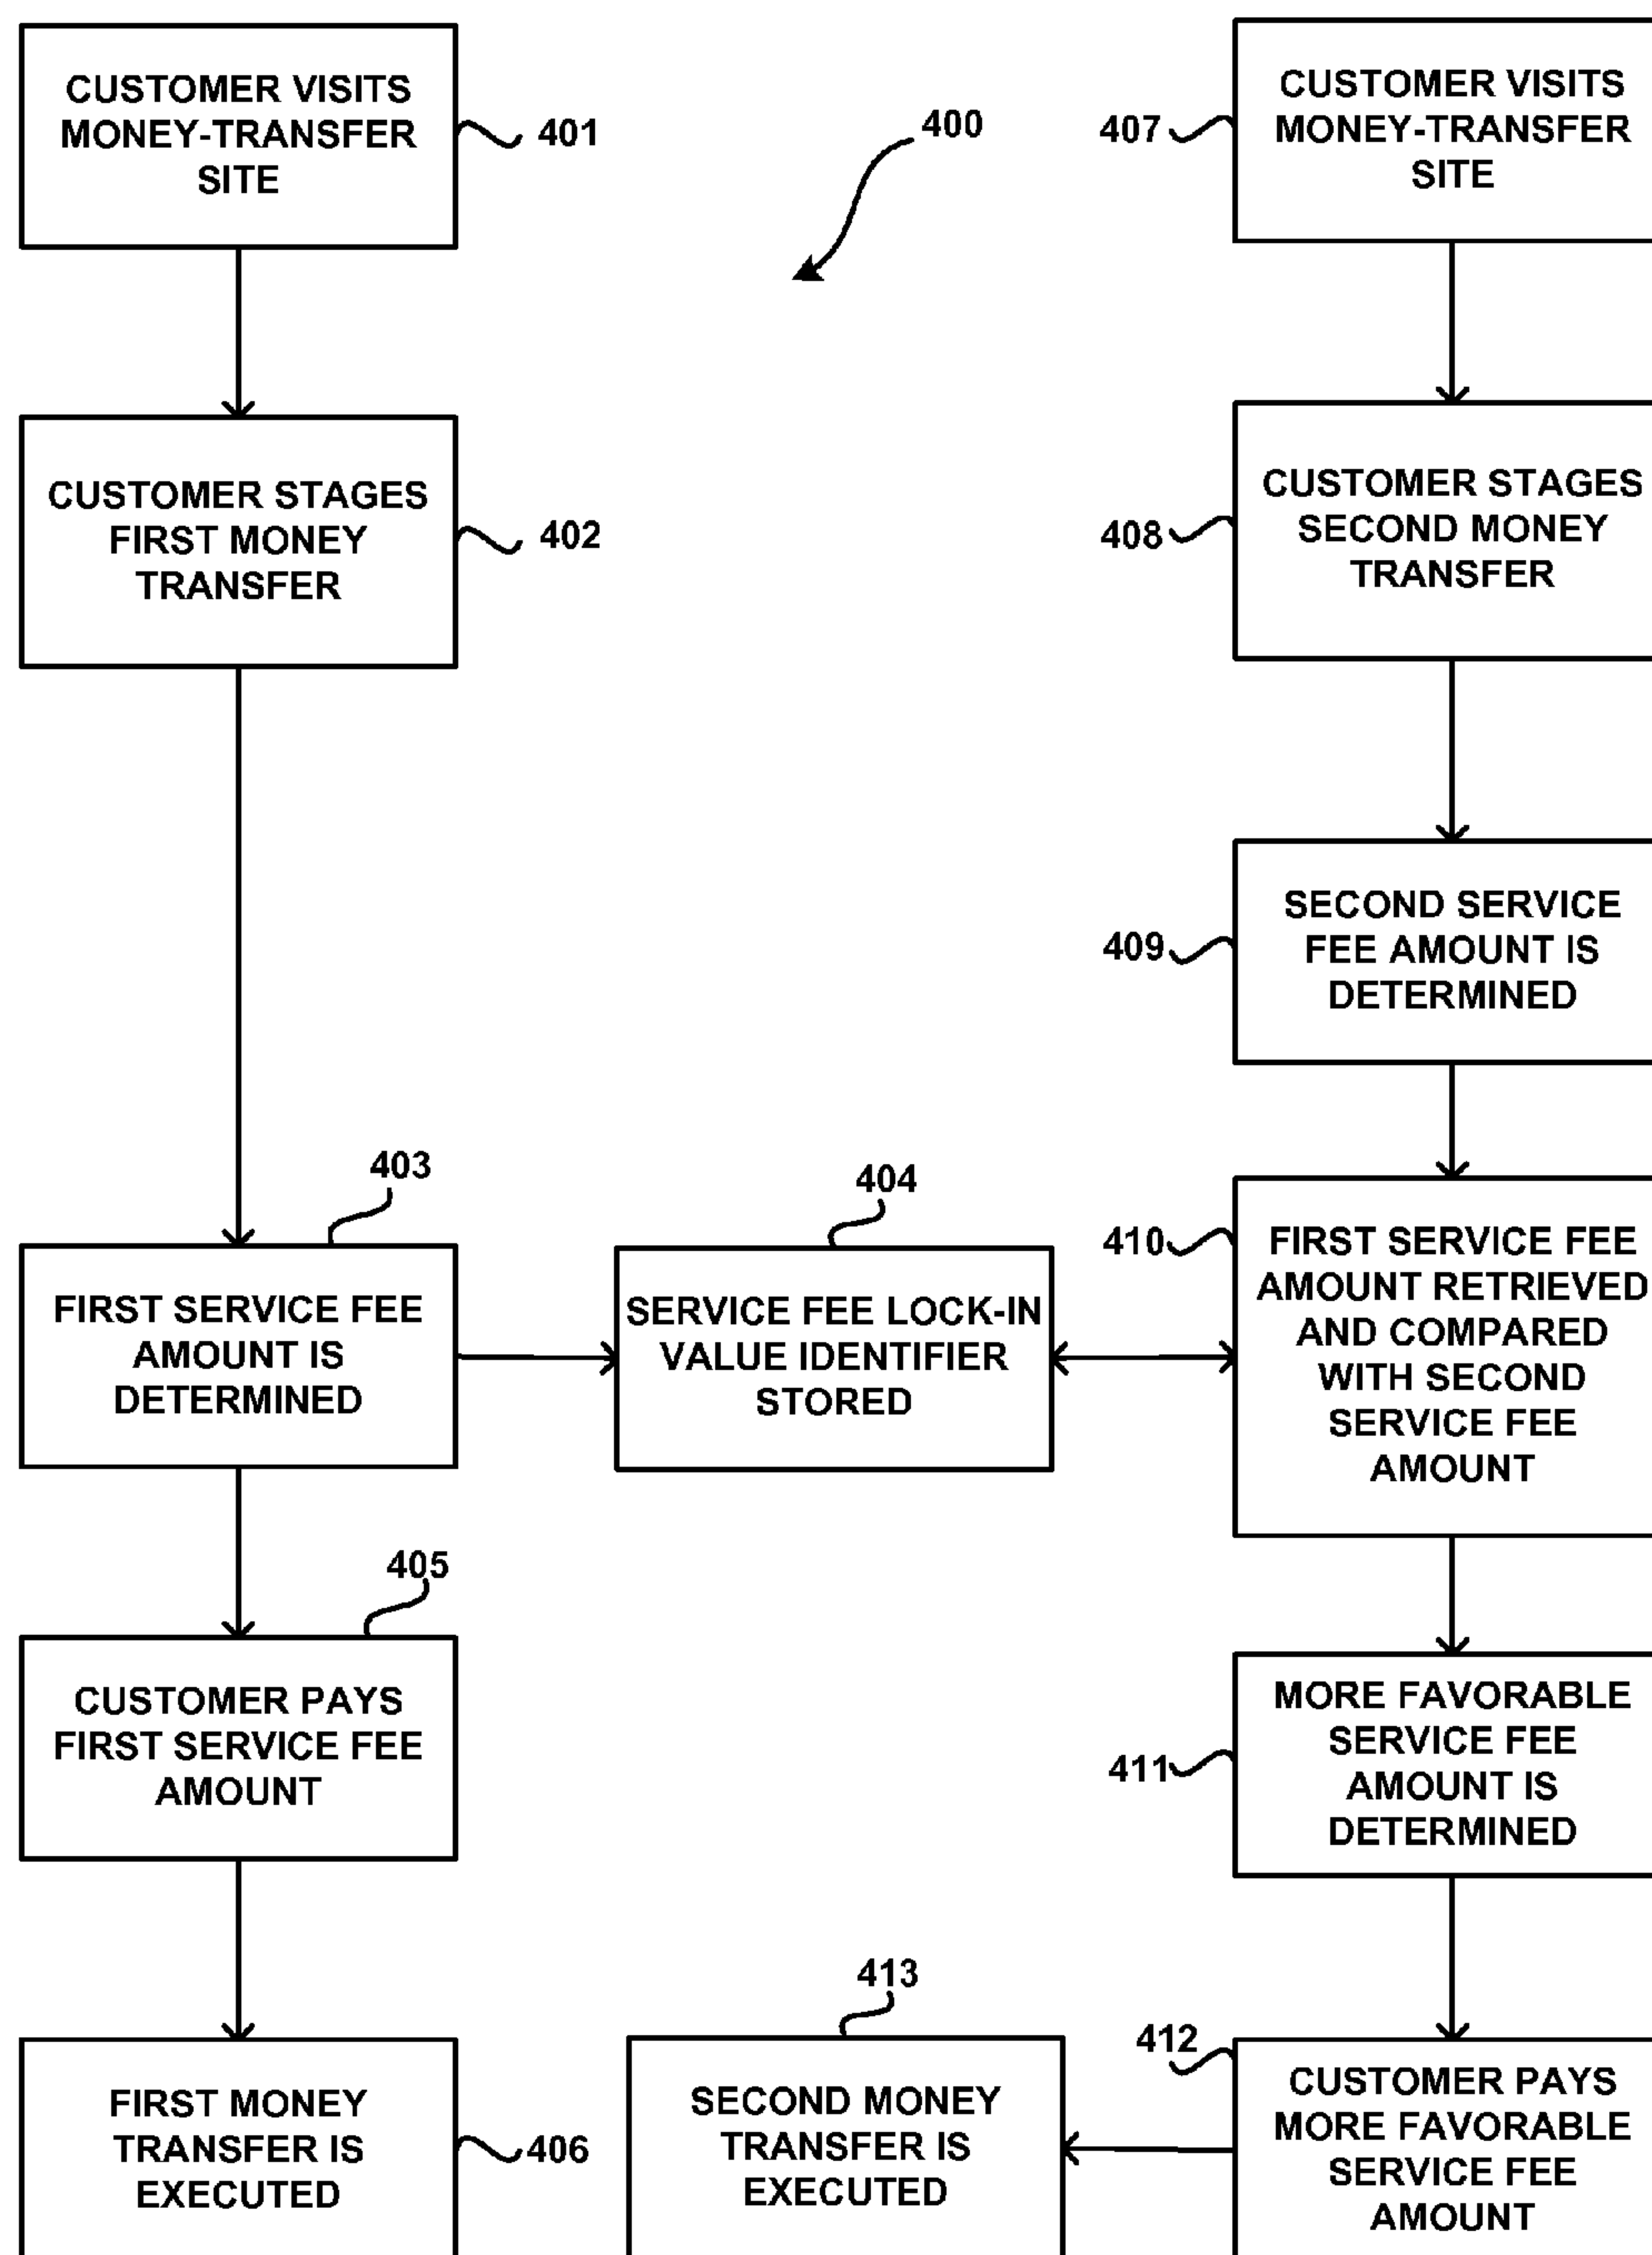 CUSTOMER VISITS
MONEY-TRANSFER
SITE
401
400
407
CUSTOMER VISITS
MONEY-TRANSFER
SITE
CUSTOMER STAGES
FIRST MONEY
TRANSFER
402
408
CUSTOMER STAGES
SECOND MONEY
TRANSFER
409
SECOND SERVICE
FEE AMOUNT IS
DETERMINED
403
FIRST SERVICE FEE
AMOUNT IS
DETERMINED
404
SERVICE FEE LOCK-IN
VALUE IDENTIFIER
STORED
410
FIRST SERVICE FEE
AMOUNT RETRIEVED
AND COMPARED
WITH SECOND
SERVICE FEE
AMOUNT
405
CUSTOMER PAYS
FIRST SERVICE FEE
AMOUNT
411
MORE FAVORABLE
SERVICE FEE
AMOUNT IS
DETERMINED
FIRST MONEY
TRANSFER IS
EXECUTED
406
413
SECOND MONEY
TRANSFER IS
EXECUTED
412
CUSTOMER PAYS
MORE FAVORABLE
SERVICE FEE
AMOUNT